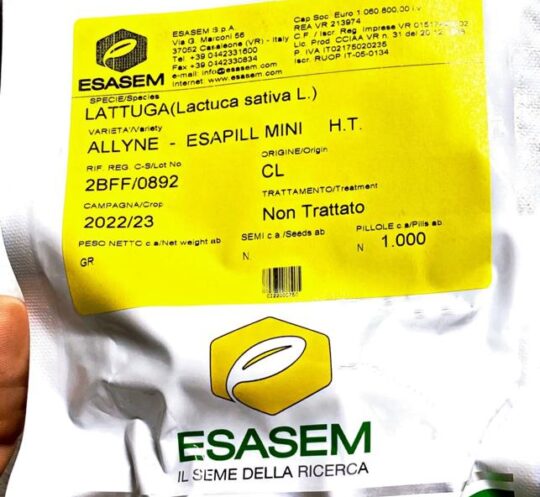 ESASEM
ESASEM S.p.A.
Via G. Marconi 56
37052 Casaleone (VR) - Italy
Tel. +39 0442331600
Fax +39 0442330834
e-mail: info@esasem.com
Internet: www.esasem.com
Cap Soc. Euro 1.060.800,00 i.v
REA VR 213974
C.F. / Iscr. Reg. Imprese VR
Lic. Prod. CCIAA VR n. 31 del
P. IVA IT02175020235
Iscr. RUOP IT-05-0134
SPECIE/Species
LATTUGA(Lactuca sativa L.)
VARIETA'/Variety
ALLYNE - ESAPILL MINI H.T.
RIF. REG. C-S/Lot No
2BFF/0892
ORIGINE/Origin
CL
CAMPAGNA/Crop
2022/23
TRATTAMENTO/Treatment
Non Trattato
PESO NETTO c.a/Net weight ab
GR
SEMI c.a./Seeds ab.
N.
PILLOLE c.a/Pills ab
N 1.000
ESASEM
IL SEME DELLA RICERCA